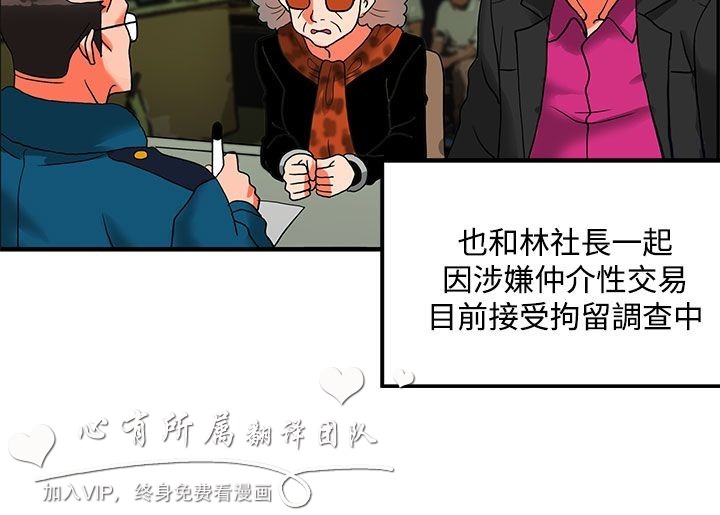 也和林社長一起
因涉嫌仲介性交易
目前接受拘留調查中
心有所属翻译团队
加入VIP，终身免费看漫画